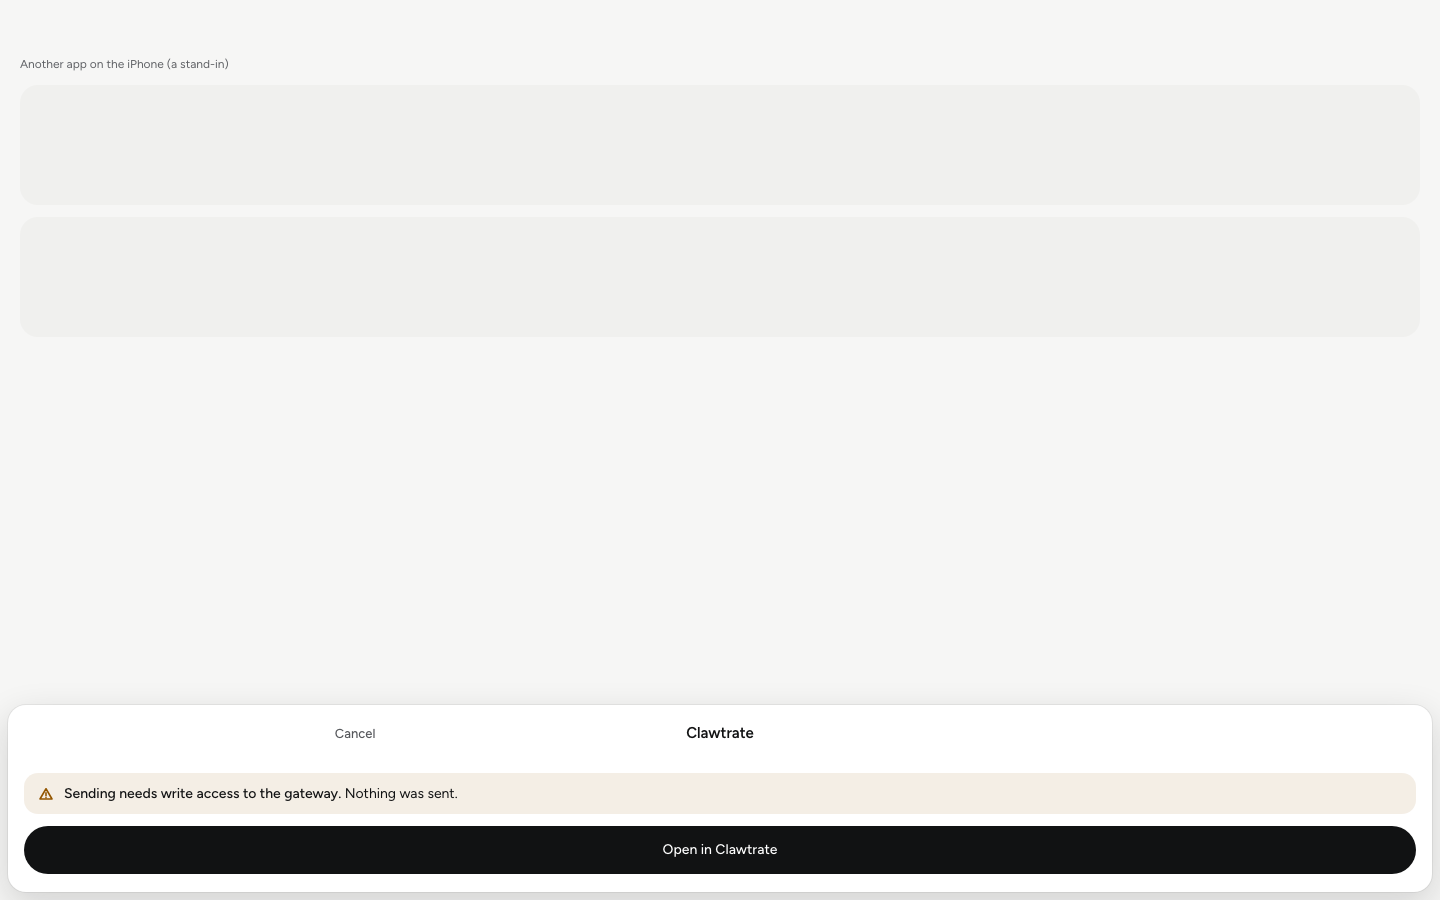 Another app on the iPhone (a stand-in)
Cancel
Clawtrate
Sending needs write access to the gateway. Nothing was sent.
Open in Clawtrate